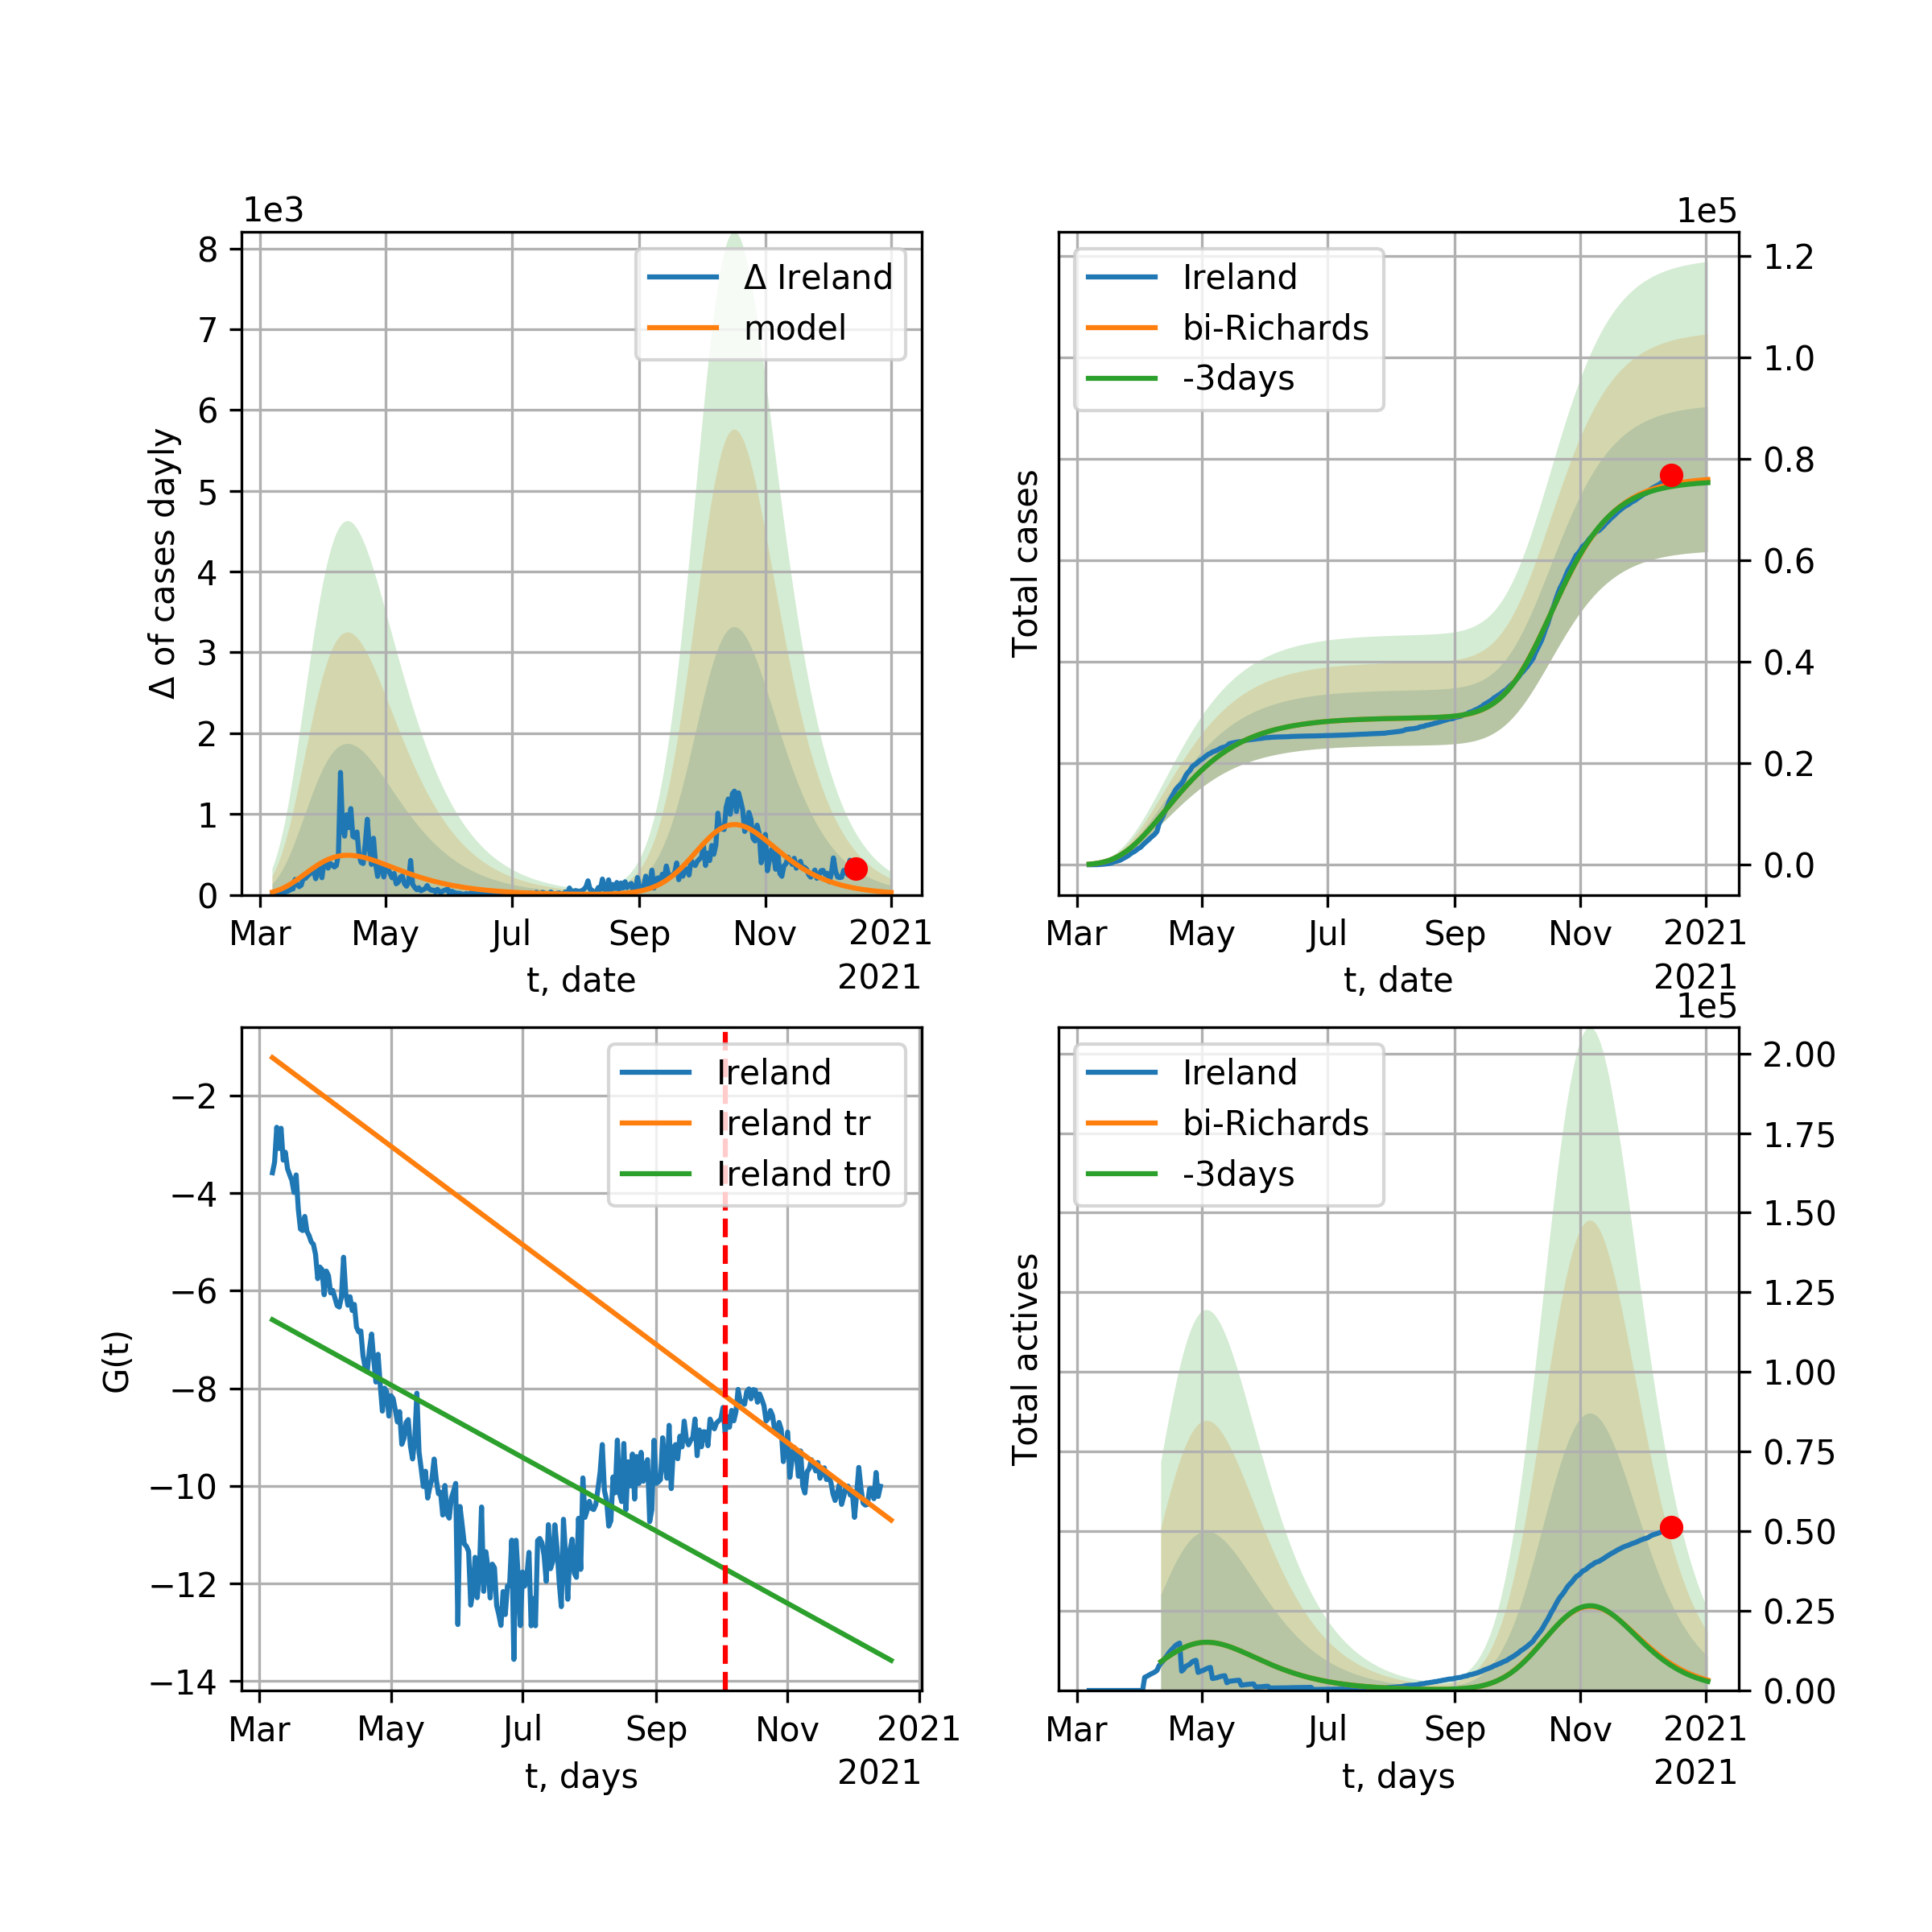 1e3
8
7
6
5
4
3
2
1
0
Δ of cases dayly
Δ Ireland
model
Mar May Jul Sep Nov 2021
t, date
2021
1e5
1.2
1.0
0.8
0.6
0.4
0.2
0.0
Total cases
Ireland
bi-Richards
-3days
Mar May Jul Sep Nov 2021
t, date
2021
−2
−4
−6
−8
−10
−12
−14
G(t)
Ireland
Ireland tr
Ireland tr0
Mar May Jul Sep Nov 2021
t, days
2021
1e5
2.00
1.75
1.50
1.25
1.00
0.75
0.50
0.25
0.00
Total actives
Ireland
bi-Richards
-3days
Mar May Jul Sep Nov 2021
t, days
2021